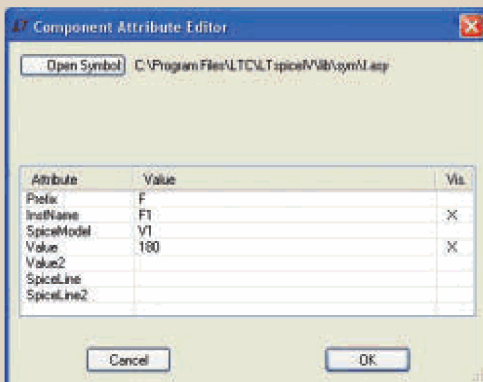 Component Attribute Editor
Open Symbol C:\Program Files\LTC\LTspiceIV\lib\sym\f.asy
Attribute Value Vis.
Prefix F
InstName F1 X
SpiceModel V1
Value 180 X
Value2
SpiceLine
SpiceLine2
Cancel OK